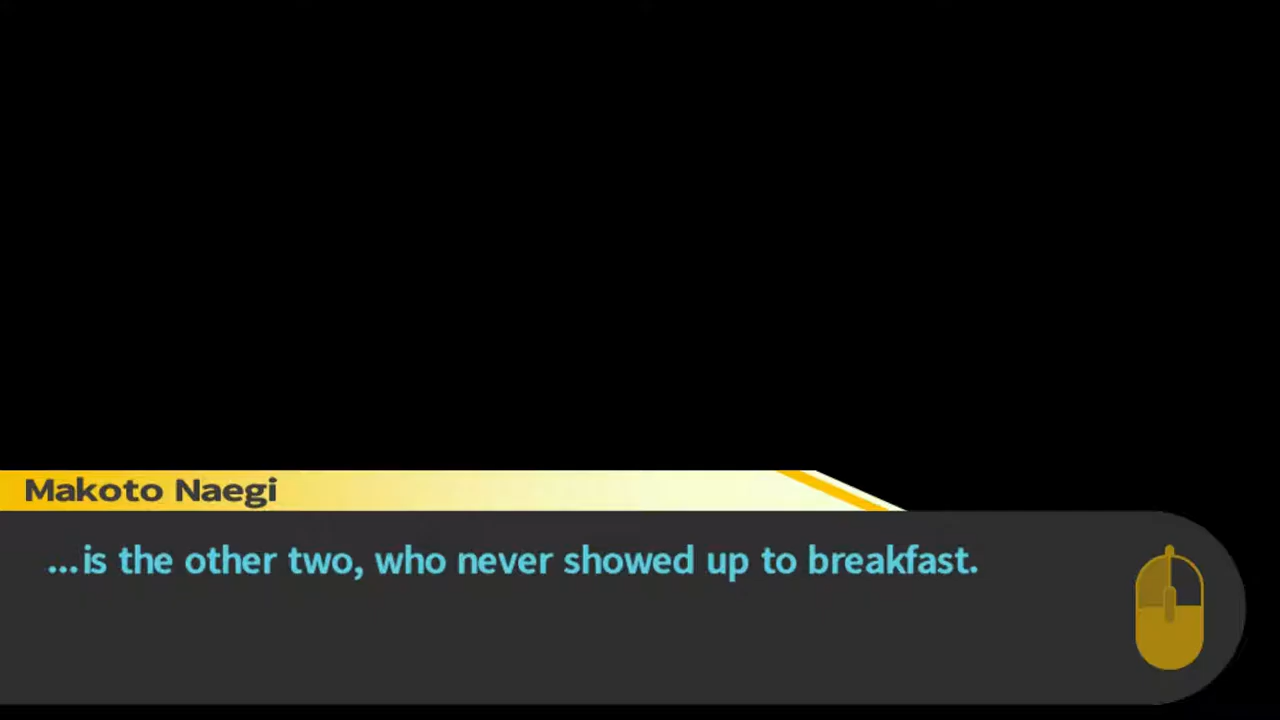 Makoto Naegi
...is the other two, who never showed up to breakfast.